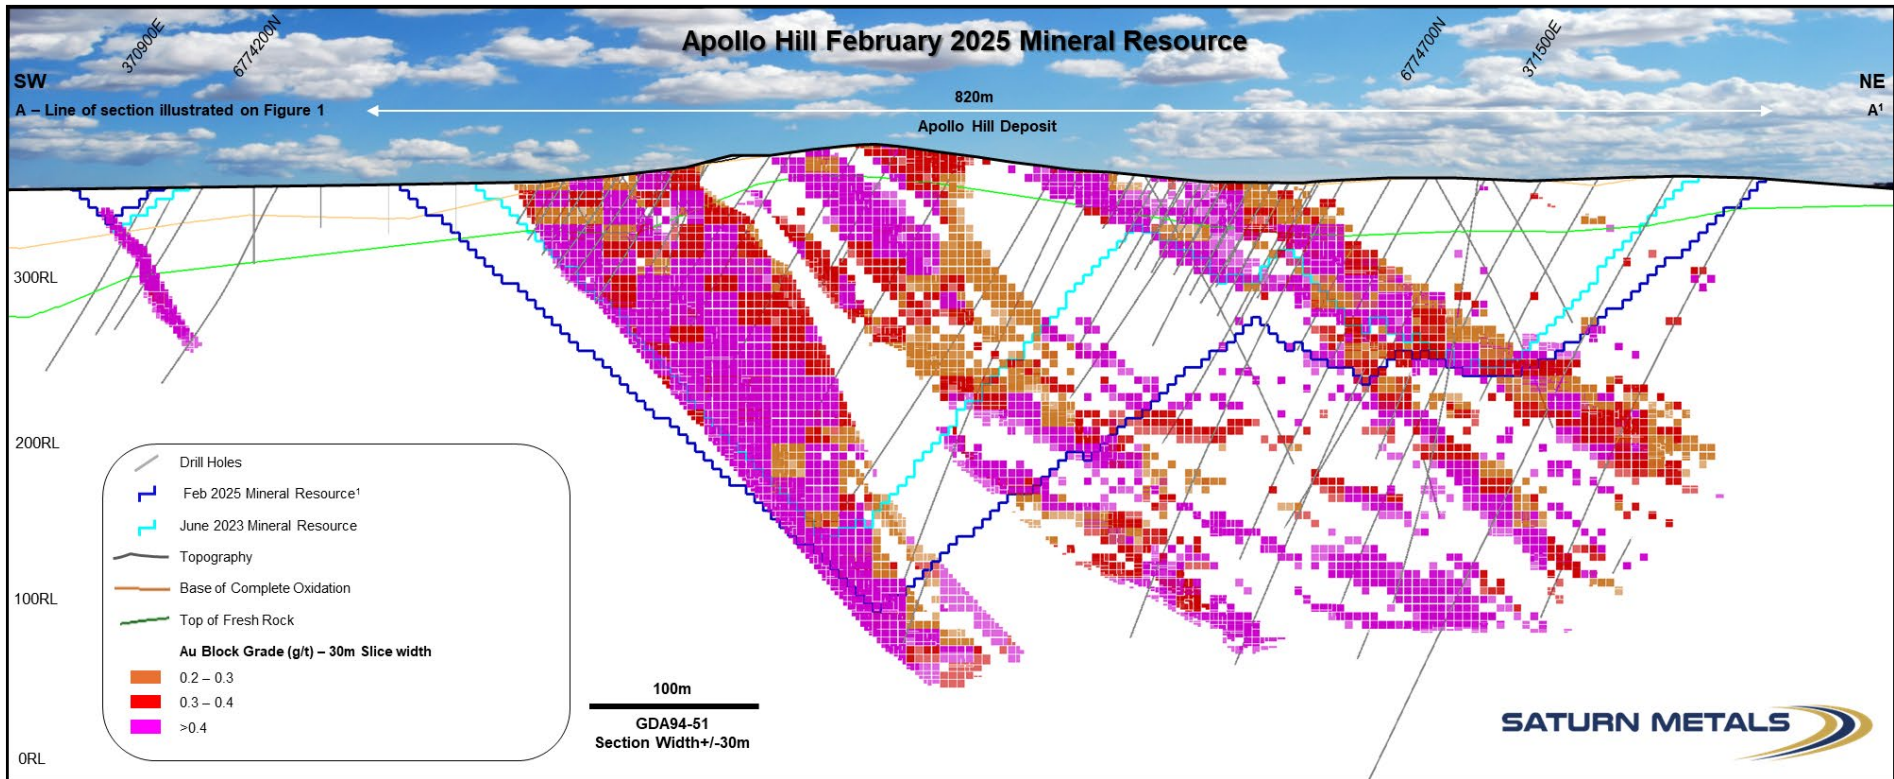 370900E
6774200N
Apollo Hill February 2025 Mineral Resource
6774700N
371500E
SW
NE
A – Line of section illustrated on Figure 1
820m
A¹
Apollo Hill Deposit
300RL
200RL
100RL
0RL
Drill Holes
Feb 2025 Mineral Resource¹
June 2023 Mineral Resource
Topography
Base of Complete Oxidation
Top of Fresh Rock
Au Block Grade (g/t) – 30m Slice width
0.2 – 0.3
0.3 – 0.4
>0.4
100m
GDA94-51
Section Width+/-30m
SATURN METALS